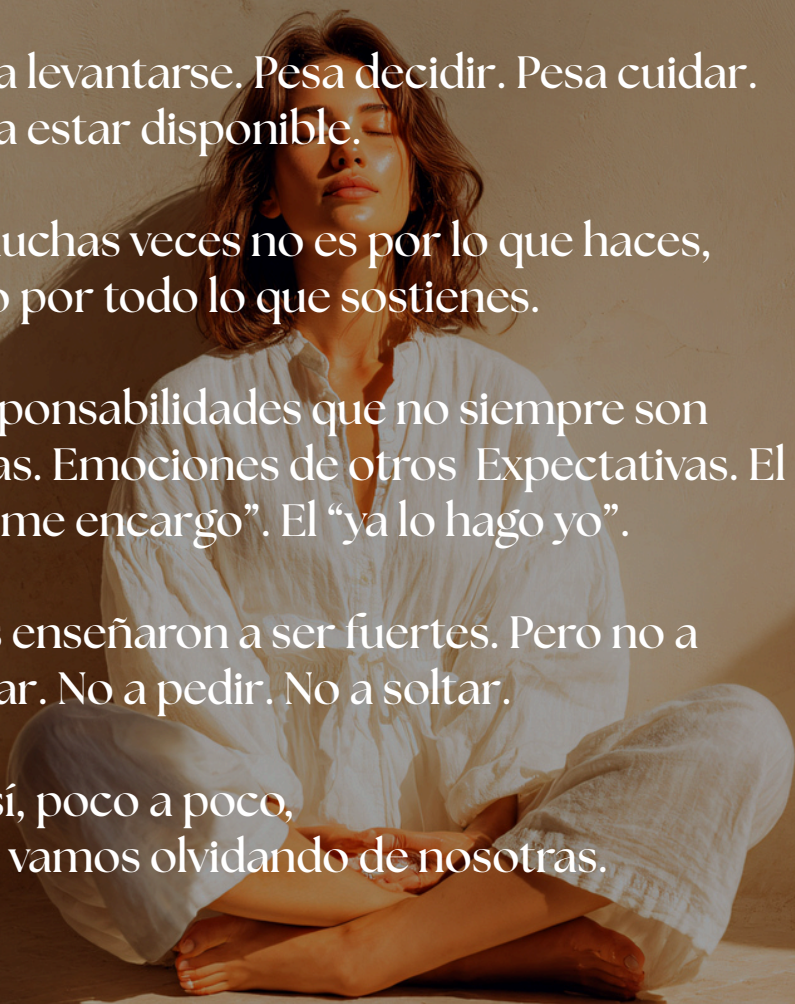 a levantarse. Pesa decidir. Pesa cuidar.
a estar disponible.
uchas veces no es por lo que haces,
o por todo lo que sostienes.
ponsabilidades que no siempre son
as. Emociones de otros  Expectativas. El
me encargo”. El “ya lo hago yo”.
s enseñaron a ser fuertes. Pero no a
ar. No a pedir. No a soltar.
sí, poco a poco,
vamos olvidando de nosotras.